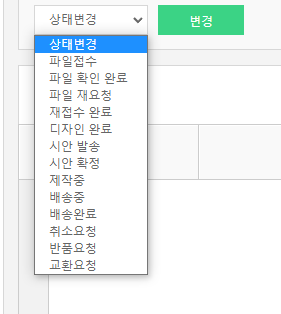 상태변경 변경
상태변경
파일접수
파일 확인 완료
파일 재요청
재접수 완료
디자인 완료
시안 발송
시안 확정
제작중
배송중
배송완료
취소요청
반품요청
교환요청